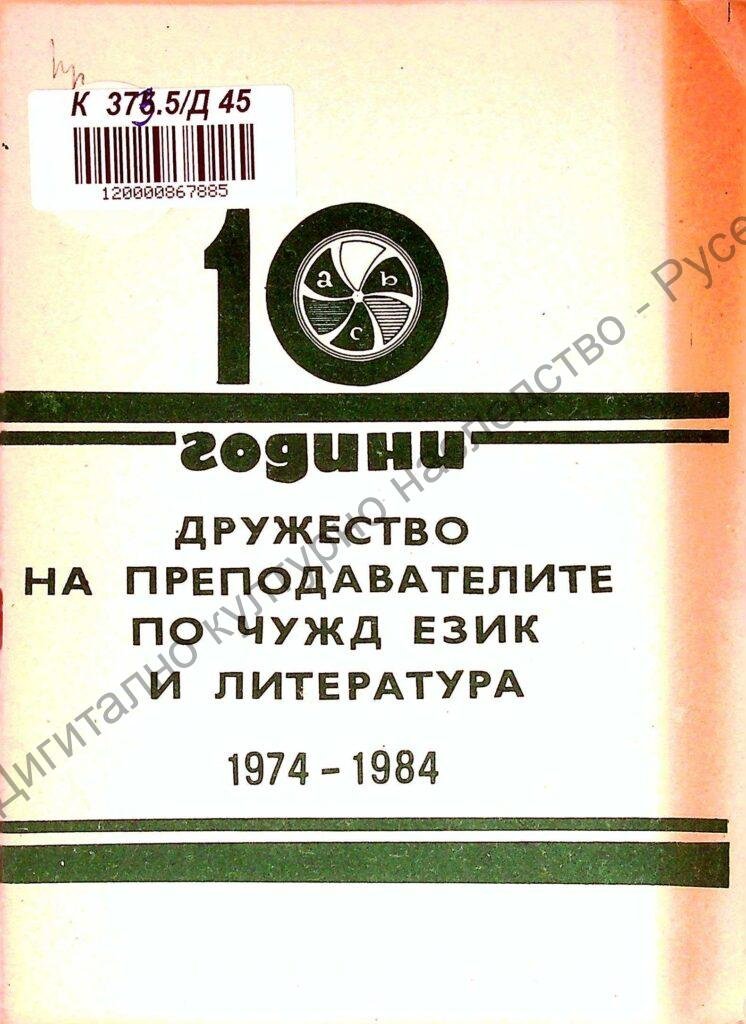 К 375.5/Д 45
120000867885
10
a b
c
години
ДРУЖЕСТВО
НА ПРЕПОДАВАТЕЛИТЕ
ПО ЧУЖД ЕЗИК
И ЛИТЕРАТУРА
1974 - 1984
Дигитално културно наследство - Русе